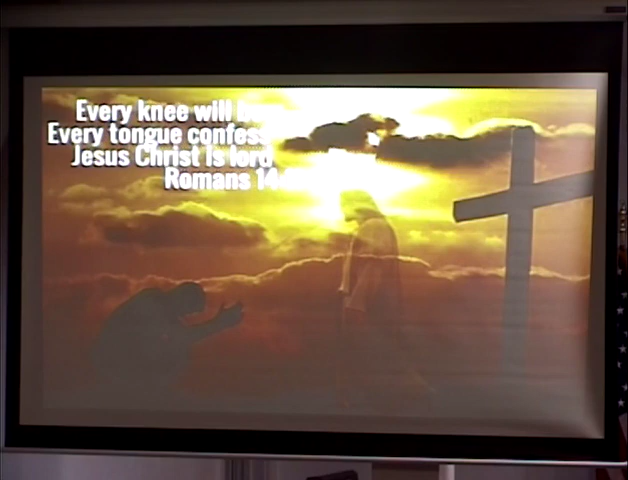 Every knee will
Every tongue confess
Jesus Christ Is lord
Romans 14